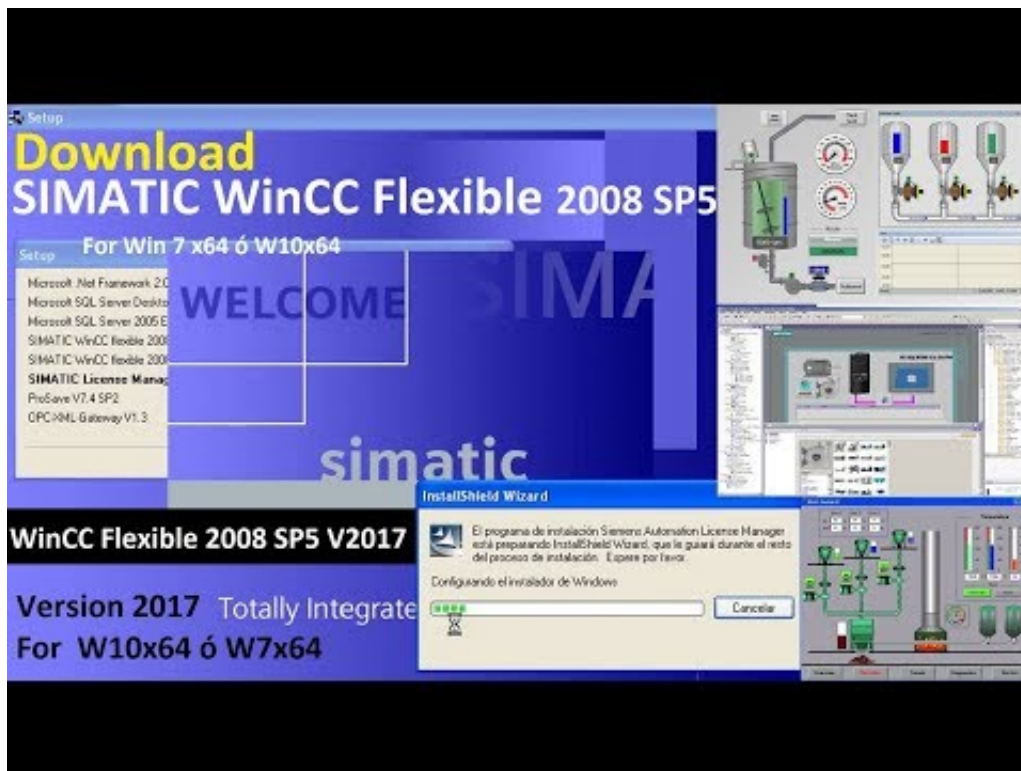 Setup
Download
SIMATIC WinCC Flexible 2008 SP5
For Win 7 x64 ó W10x64
Setup
Microsoft .Net Framework 2.0
Microsoft SQL Server Deskto
Microsoft SQL Server 2005 E
SIMATIC WinCC flexible 200
SIMATIC WinCC flexible 200
SIMATIC License Manag
ProSave V7.4 SP2
OPC-XML-Gateway V1.3
WELCOME
SIMA
simatic
InstallShield Wizard
El programa de instalación Siemens Automation License Manager
está preparando InstallShield Wizard, que le guiará durante el resto
del proceso de instalación. Espere por favor.
Configurando el instalador de Windows
Cancelar
WinCC Flexible 2008 SP5 V2017
Version 2017 Totally Integrate
For W10x64 ó W7x64